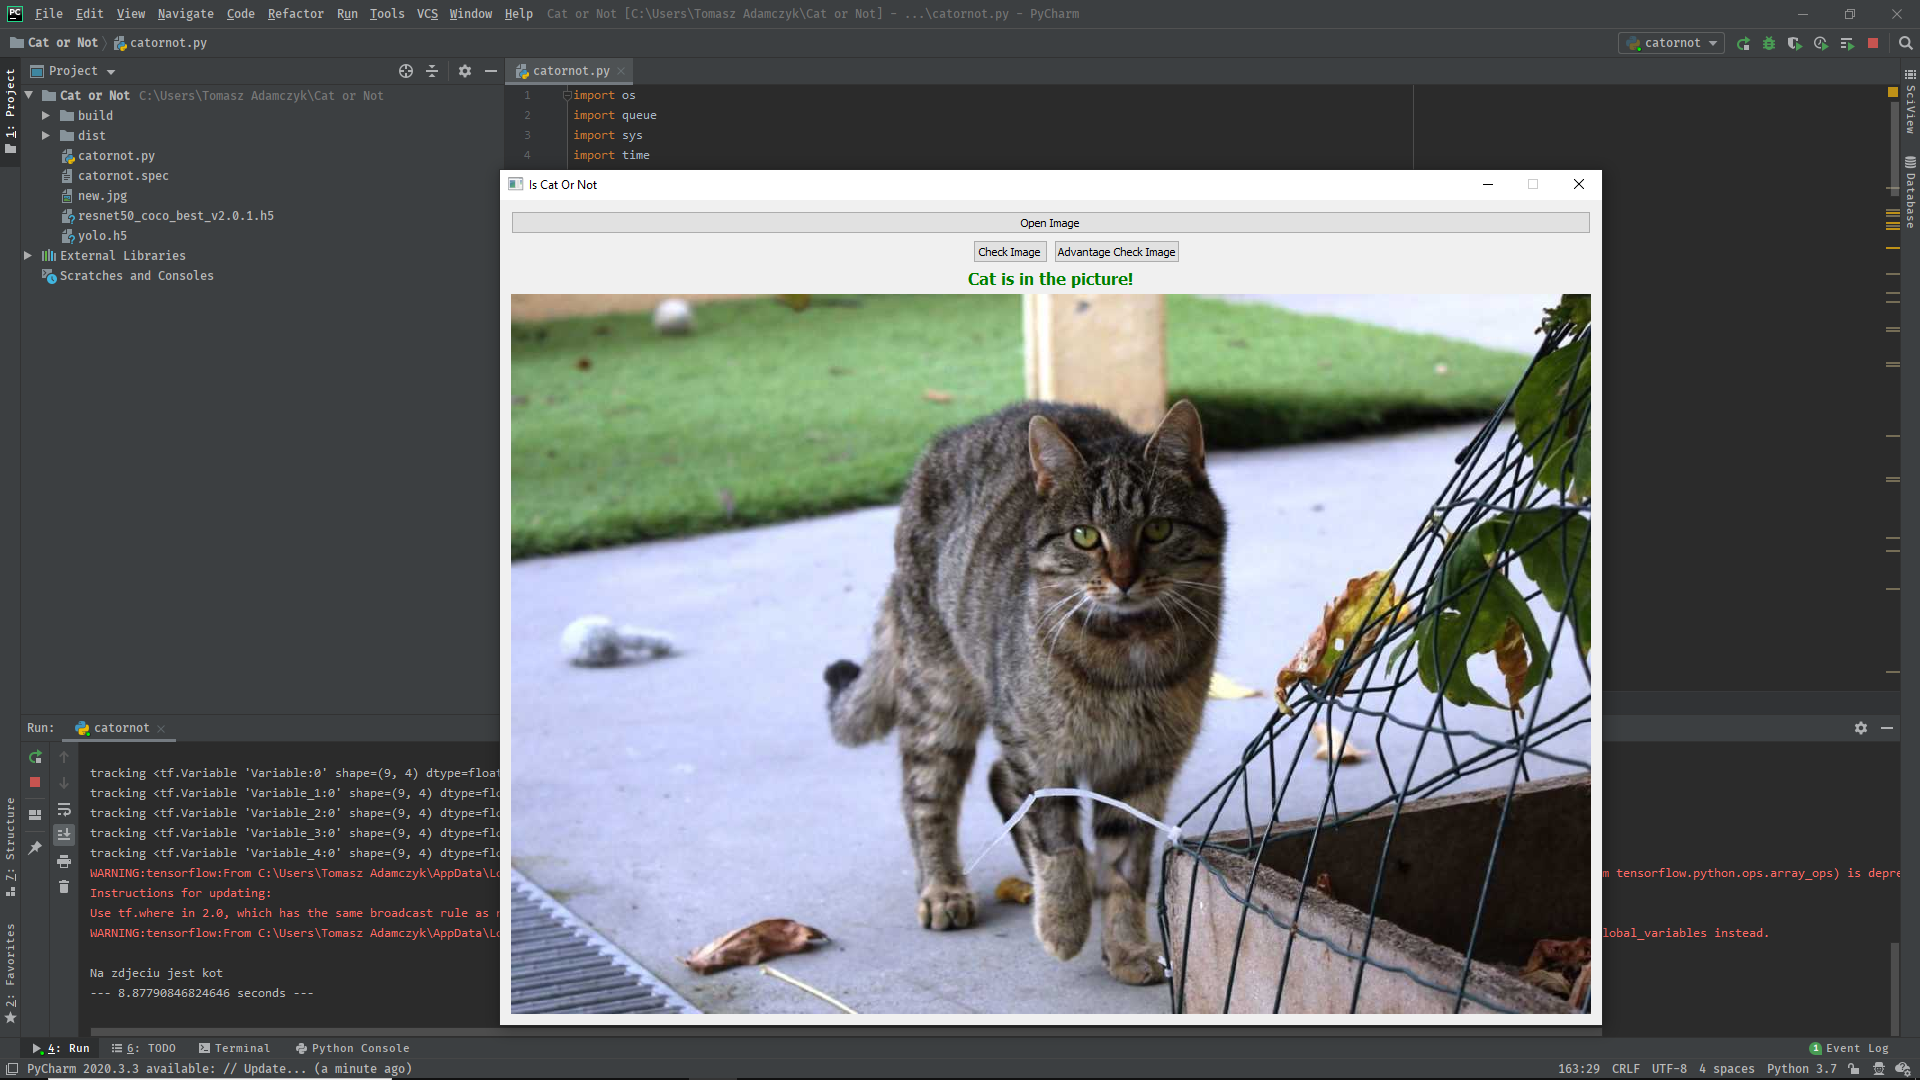 File Edit View Navigate Code Refactor Run Tools VCS Window Help Cat or Not [C:\Users\Tomasz Adamczyk\Cat or Not] - ...\catornot.py - PyCharm
Cat or Not catornot.py
catornot
Project
catornot.py
1: Project
SciView
Database
Cat or Not C:\Users\Tomasz Adamczyk\Cat or Not
build
dist
catornot.py
catornot.spec
new.jpg
resnet50_coco_best_v2.0.1.h5
yolo.h5
External Libraries
Scratches and Consoles
1 import os
2 import queue
3 import sys
4 import time
Is Cat Or Not
Open Image
Check Image Advantage Check Image
Cat is in the picture!
Run: catornot
tracking <tf.Variable 'Variable:0' shape=(9, 4) dtype=float
tracking <tf.Variable 'Variable_1:0' shape=(9, 4) dtype=flo
tracking <tf.Variable 'Variable_2:0' shape=(9, 4) dtype=flo
tracking <tf.Variable 'Variable_3:0' shape=(9, 4) dtype=flo
tracking <tf.Variable 'Variable_4:0' shape=(9, 4) dtype=flo
WARNING:tensorflow:From C:\Users\Tomasz Adamczyk\AppData\Lo tensorflow.python.ops.array_ops) is depre
Instructions for updating:
Use tf.where in 2.0, which has the same broadcast rule as
WARNING:tensorflow:From C:\Users\Tomasz Adamczyk\AppData\Lo lobal_variables instead.
Na zdjeciu jest kot
--- 8.87790846824646 seconds ---
7: Structure
2: Favorites
4: Run 6: TODO Terminal Python Console 1 Event Log
PyCharm 2020.3.3 available: // Update... (a minute ago) 163:29 CRLF UTF-8 4 spaces Python 3.7